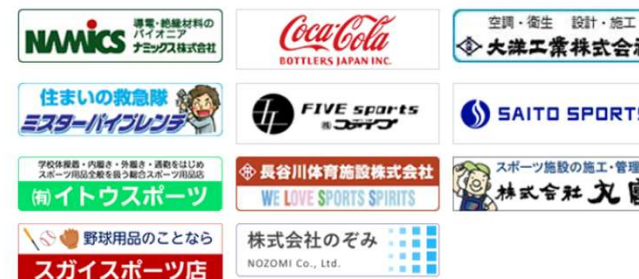 NAMICS
導電・絶縁材料の
パイオニア
ナミックス株式会社
Coca-Cola
BOTTLERS JAPAN INC.
空調・衛生 設計・施工
大洋工業株式会
住まいの救急隊
ミスターパイプレンチ
FIVE sports
㈱コガイブ
SAITO SPORTS
学校体操着・内履き・外履き・通勤をはじめ
スポーツ用品全般を扱う総合スポーツ用品店
㈲イトウスポーツ
長谷川体育施設株式会社
WE LOVE SPORTS SPIRITS
スポーツ施設の施工・管理
株式会社 丸
野球用品のことなら
スガイスポーツ店
株式会社のぞみ
NOZOMI Co., Ltd.